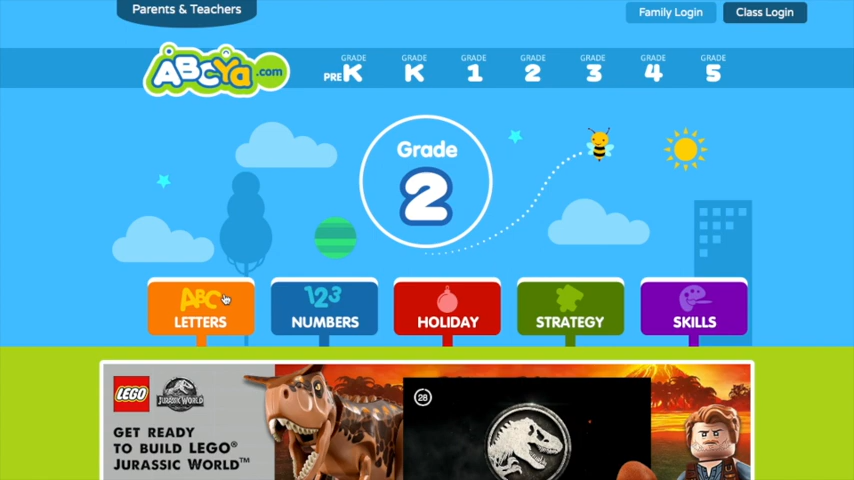 Parents & Teachers
Family Login
Class Login
ABCYa.com
GRADE GRADE GRADE GRADE GRADE GRADE GRADE
PRE K K 1 2 3 4 5
Grade
2
ABC
123
LETTERS
NUMBERS
HOLIDAY
STRATEGY
SKILLS
28
LEGO
JURASSIC WORLD
GET READY
TO BUILD LEGO®
JURASSIC WORLD™